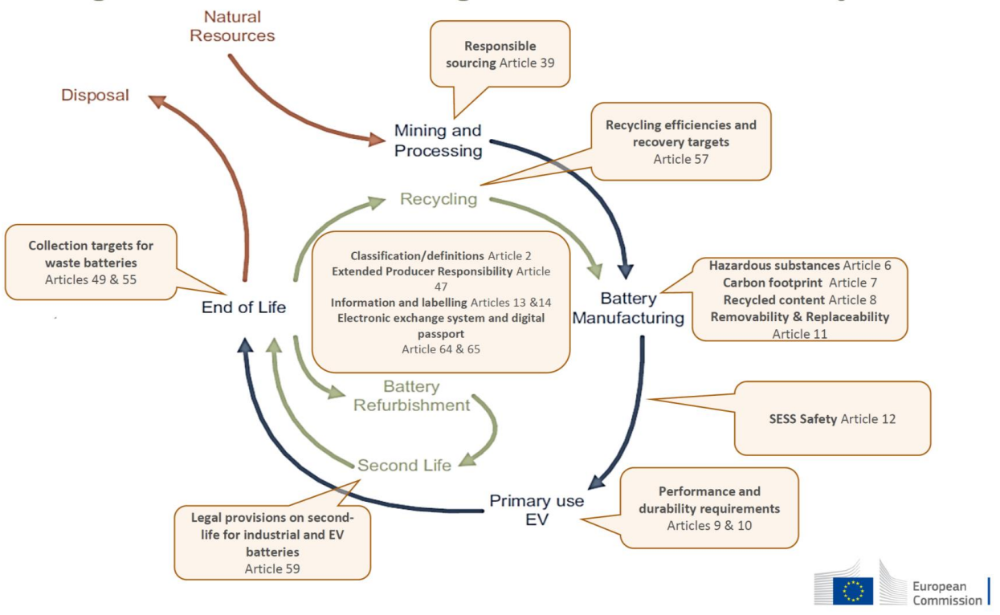 Natural
Resources
Responsible
sourcing Article 39
Disposal
Mining and
Processing
Recycling efficiencies and
recovery targets
Article 57
Recycling
Collection targets for
waste batteries
Articles 49 & 55
Classification/definitions Article 2
Extended Producer Responsibility Article
47
Information and labelling Articles 13 &14
Electronic exchange system and digital
passport
Article 64 & 65
Hazardous substances Article 6
Carbon footprint Article 7
Recycled content Article 8
Removability & Replaceability
Article 11
End of Life
Battery
Manufacturing
Battery
Refurbishment
SESS Safety Article 12
Second Life
Primary use
EV
Performance and
durability requirements
Articles 9 & 10
Legal provisions on second-
life for industrial and EV
batteries
Article 59
European
Commission